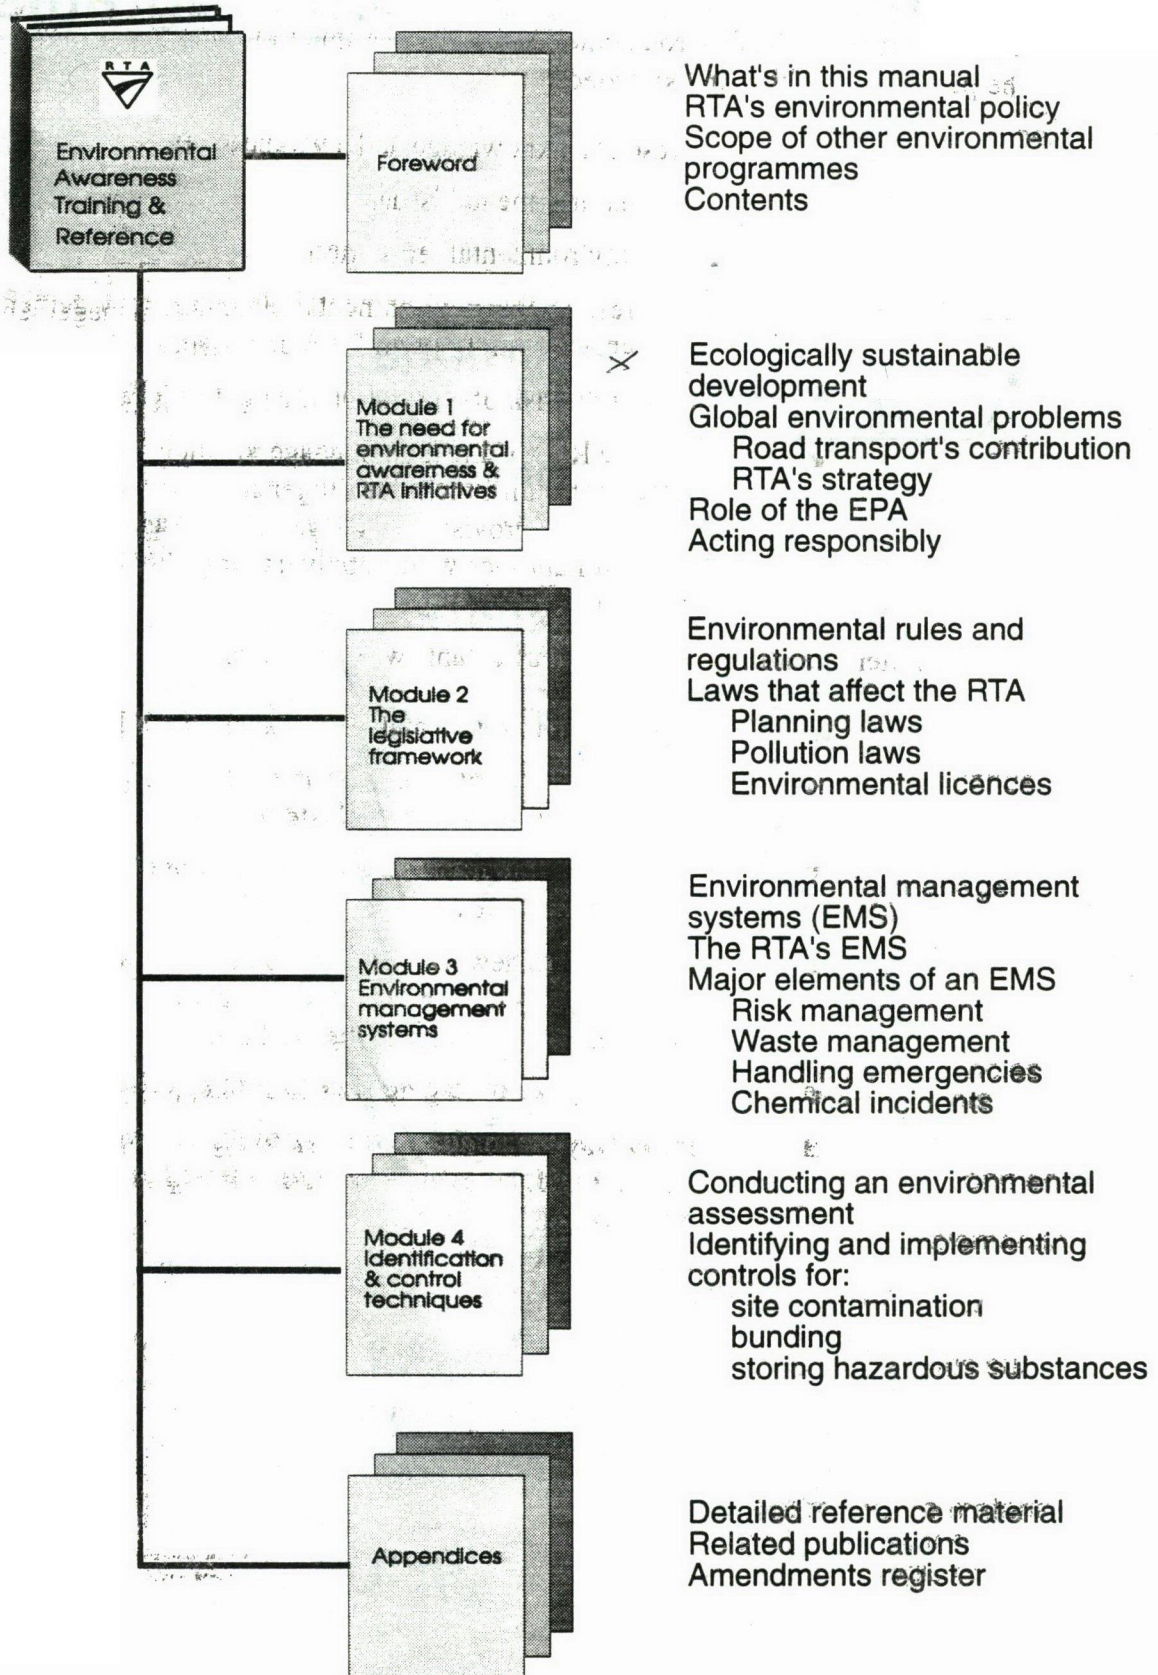 RTA
Environmental
Awareness
Training &
Reference
Foreword
What's in this manual
RTA's environmental policy
Scope of other environmental
programmes
Contents
Module 1
The need for
environmental
awareness &
RTA initiatives
Ecologically sustainable
development
Global environmental problems
Road transport's contribution
RTA's strategy
Role of the EPA
Acting responsibly
Module 2
The
legislative
framework
Environmental rules and
regulations
Laws that affect the RTA
Planning laws
Pollution laws
Environmental licences
Module 3
Environmental
management
systems
Environmental management
systems (EMS)
The RTA's EMS
Major elements of an EMS
Risk management
Waste management
Handling emergencies
Chemical incidents
Module 4
Identification
& control
techniques
Conducting an environmental
assessment
Identifying and implementing
controls for:
site contamination
bunding
storing hazardous substances
Appendices
Detailed reference material
Related publications
Amendments register